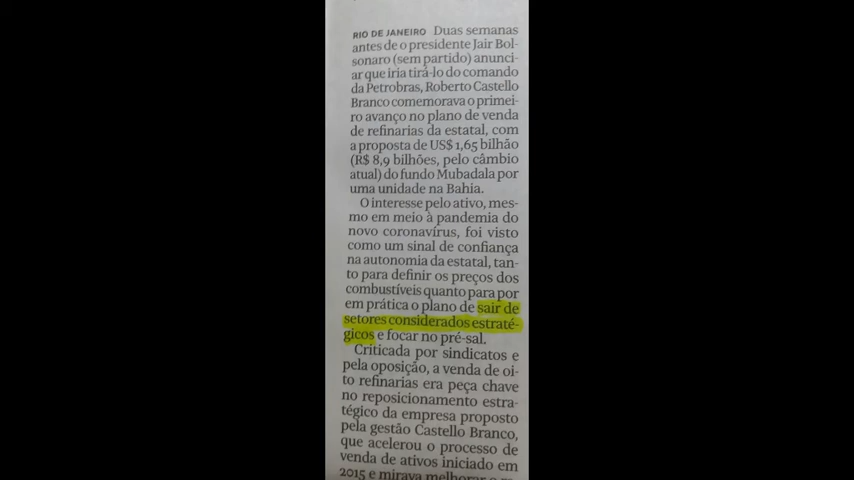 RIO DE JANEIRO Duas semanas
antes de o presidente Jair Bol-
sonaro (sem partido) anunci-
ar que iria tirá-lo do comando
da Petrobras, Roberto Castello
Branco comemorava o primei-
ro avanço no plano de venda
de refinarias da estatal, com
a proposta de US$ 1,65 bilhão
(R$ 8,9 bilhões, pelo câmbio
atual) do fundo Mubadala por
uma unidade na Bahia.
O interesse pelo ativo, mes-
mo em meio à pandemia do
novo coronavírus, foi visto
como um sinal de confiança
na autonomia da estatal, tan-
to para definir os preços dos
combustíveis quanto para por
em prática o plano de sair de
setores considerados estraté-
gicos e focar no pré-sal.
Criticada por sindicatos e
pela oposição, a venda de oi-
to refinarias era peça chave
no reposicionamento estra-
tégico da empresa proposto
pela gestão Castello Branco,
que acelerou o processo de
venda de ativos iniciado em
2015 e mirava melhorar